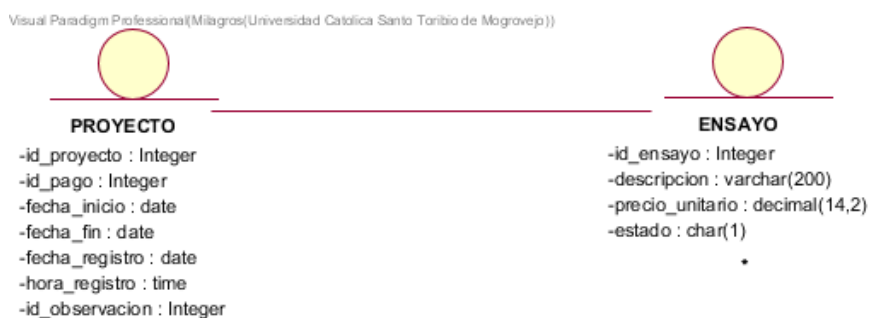 Visual Paradigm Professional(Milagros(Universidad Catolica Santo Toribio de Mogrovejo))
PROYECTO
-id_proyecto : Integer
-id_pago : Integer
-fecha_inicio : date
-fecha_fin : date
-fecha_registro : date
-hora_registro : time
-id_observacion : Integer
ENSAYO
-id_ensayo : Integer
-descripcion : varchar(200)
-precio_unitario : decimal(14,2)
-estado : char(1)